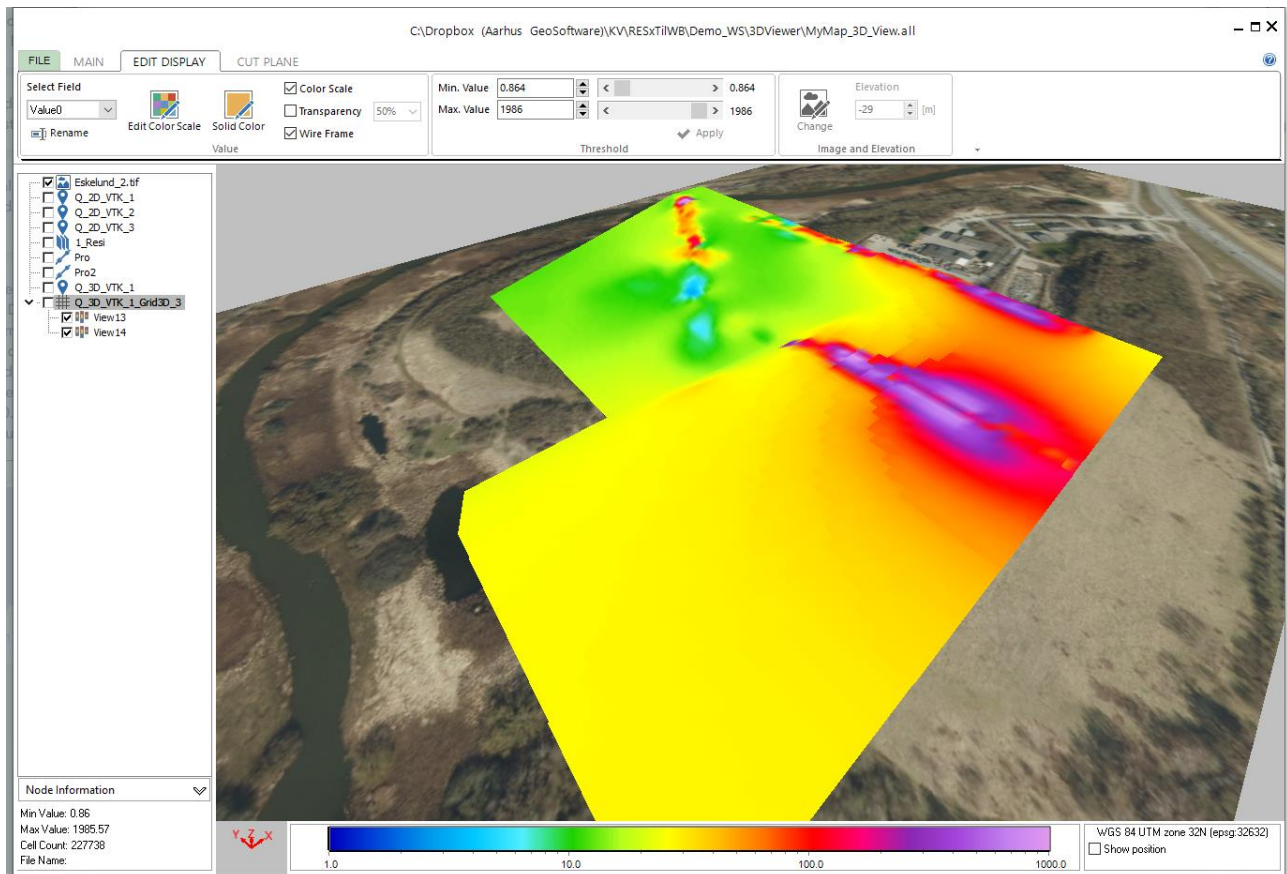 C:\Dropbox (Aarhus GeoSoftware)\KV\RESxTilWB\Demo_WS\3DViewer\MyMap_3D_View.all
FILE MAIN EDIT DISPLAY CUT PLANE
Select Field
Value0
Rename
Edit Color Scale
Solid Color
Color Scale
Transparency 50%
Wire Frame
Value
Min. Value 0.864 < > 0.864
Max. Value 1986 < > 1986
Apply
Threshold
Change
Elevation
-29 [m]
Image and Elevation
Eskelund_2.tif
Q_2D_VTK_1
Q_2D_VTK_2
Q_2D_VTK_3
1_Resi
Pro
Pro2
Q_3D_VTK_1
Q_3D_VTK_1_Grid3D_3
View13
View14
Node Information
Min Value: 0.86
Max Value: 1985.57
Cell Count: 227738
File Name:
Y Z X
1.0 10.0 100.0 1000.0
WGS 84 UTM zone 32N (epsg:32632)
Show position